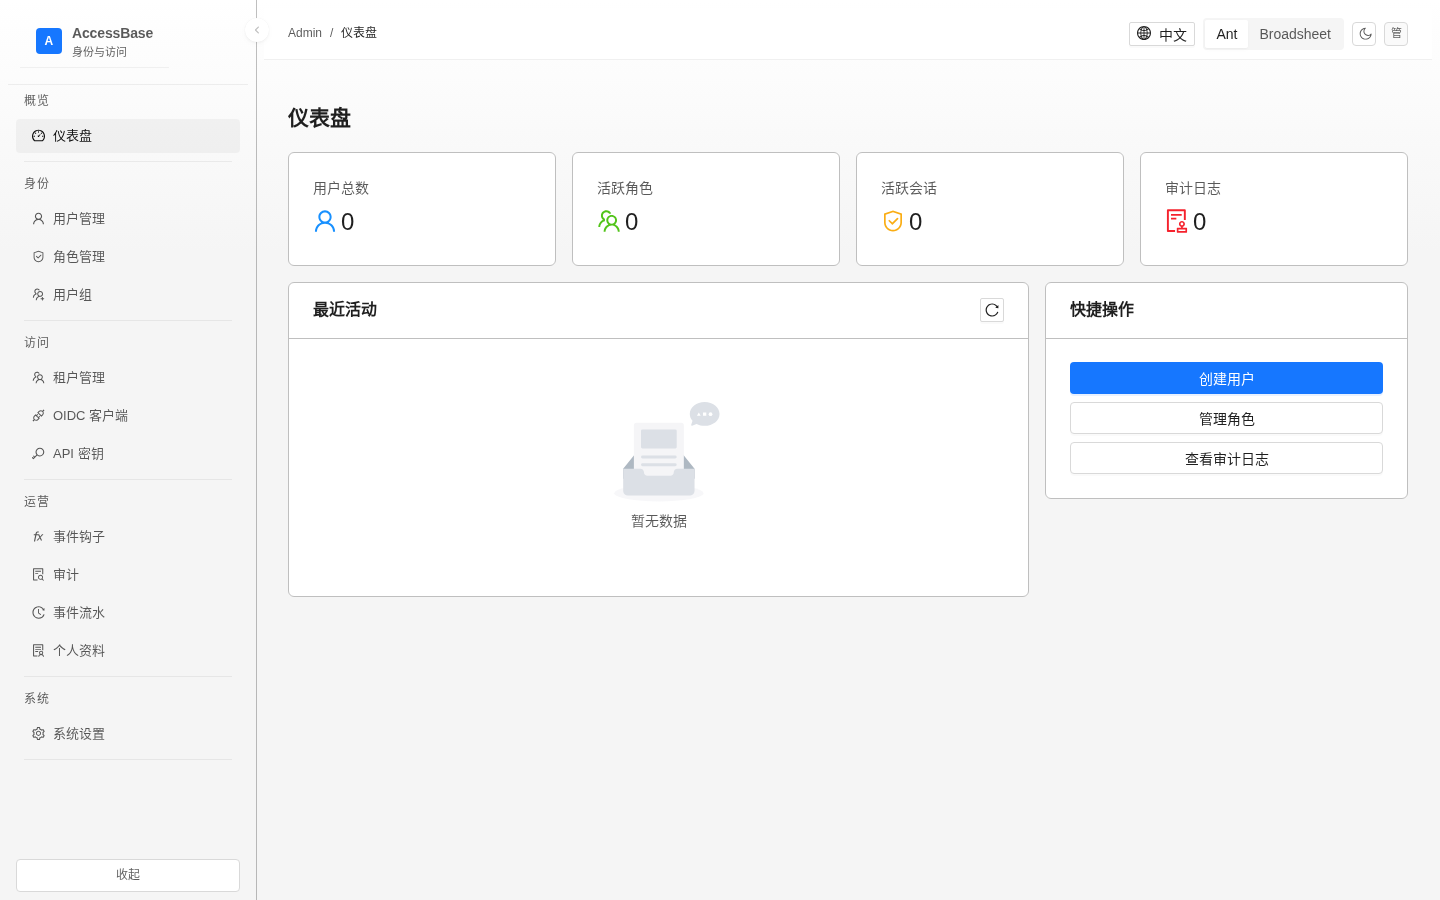 A
AccessBase
身份与访问
概览
仪表盘
身份
用户管理
角色管理
用户组
访问
租户管理
OIDC 客户端
API 密钥
运营
fx 事件钩子
审计
事件流水
个人资料
系统
系统设置
收起
Admin / 仪表盘
中文
Ant
Broadsheet
管
仪表盘
用户总数
0
活跃角色
0
活跃会话
0
审计日志
0
最近活动
暂无数据
快捷操作
创建用户
管理角色
查看审计日志